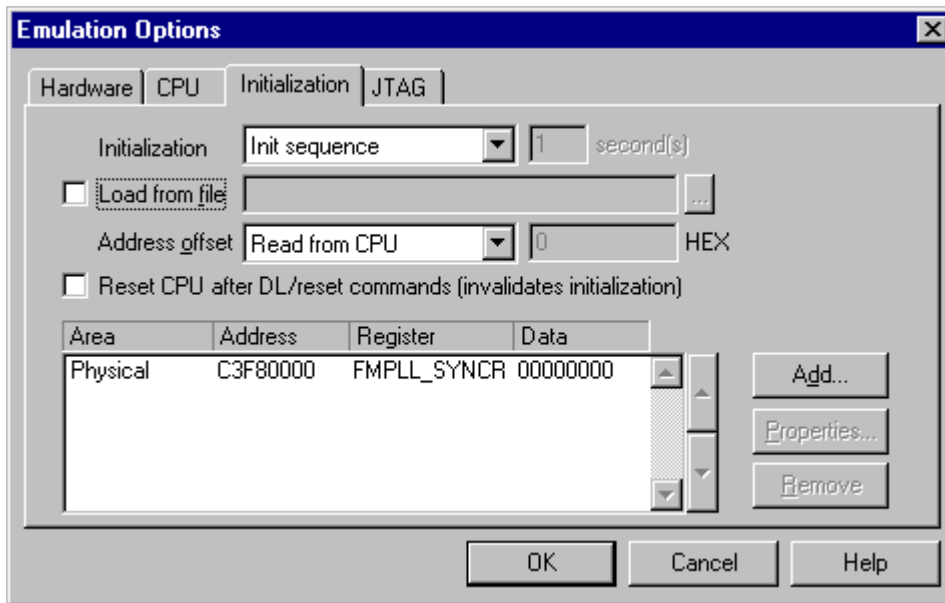 Emulation Options
Hardware CPU Initialization JTAG
Initialization Init sequence 1 second(s)
Load from file ...
Address offset Read from CPU 0 HEX
Reset CPU after DL/reset commands (invalidates initialization)
Area Address Register Data
Physical C3F80000 FMPLL_SYNCR 00000000
Add...
Properties...
Remove
OK Cancel Help